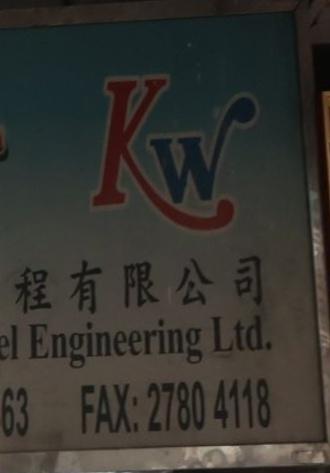 KW
程有限公司
el Engineering Ltd.
63 FAX: 2780 4118